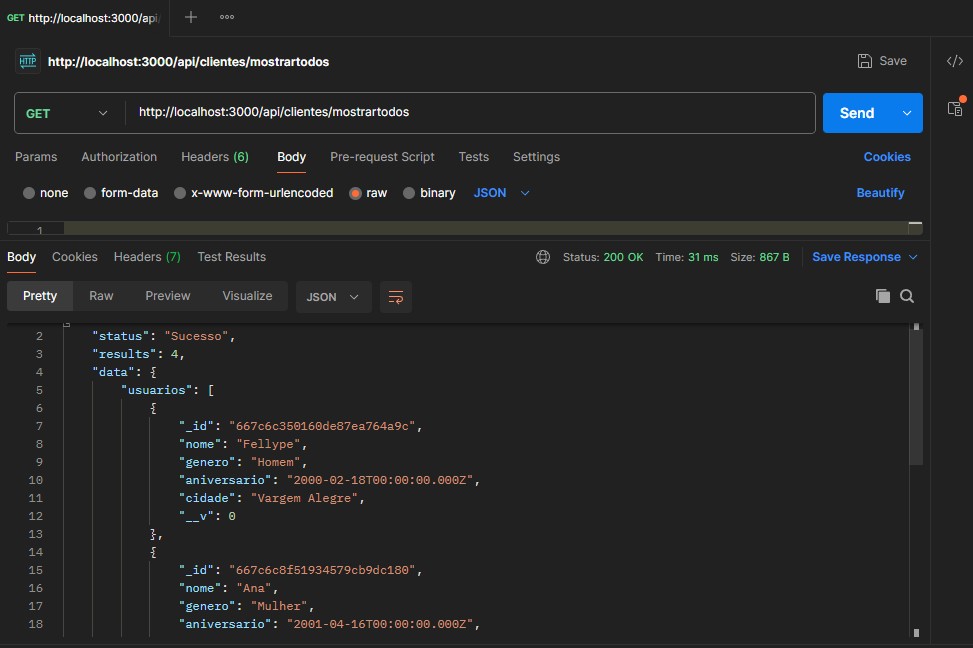 GET http://localhost:3000/api/
HTTP http://localhost:3000/api/clientes/mostrartodos Save
GET http://localhost:3000/api/clientes/mostrartodos Send
Params Authorization Headers (6) Body Pre-request Script Tests Settings Cookies
none form-data x-www-form-urlencoded raw binary JSON Beautify
1
Body Cookies Headers (7) Test Results Status: 200 OK Time: 31 ms Size: 867 B Save Response
Pretty Raw Preview Visualize JSON
2 "status": "Sucesso",
3 "results": 4,
4 "data": {
5 "usuarios": [
6 {
7 "_id": "667c6c350160de87ea764a9c",
8 "nome": "Fellype",
9 "genero": "Homem",
10 "aniversario": "2000-02-18T00:00:00.000Z",
11 "cidade": "Vargem Alegre",
12 "__v": 0
13 },
14 {
15 "_id": "667c6c8f51934579cb9dc180",
16 "nome": "Ana",
17 "genero": "Mulher",
18 "aniversario": "2001-04-16T00:00:00.000Z",